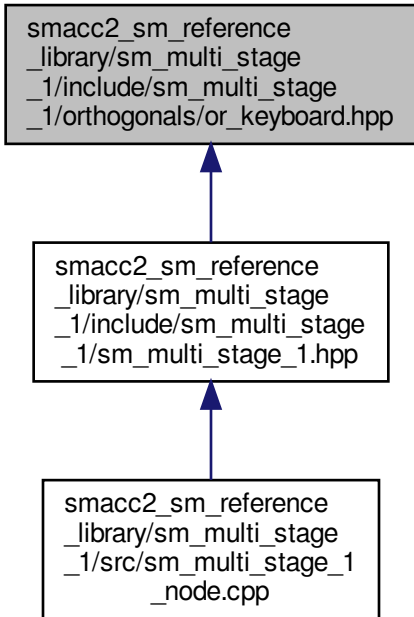 smacc2_sm_reference
_library/sm_multi_stage
_1/include/sm_multi_stage
_1/orthogonals/or_keyboard.hpp
smacc2_sm_reference
_library/sm_multi_stage
_1/include/sm_multi_stage
_1/sm_multi_stage_1.hpp
smacc2_sm_reference
_library/sm_multi_stage
_1/src/sm_multi_stage_1
_node.cpp